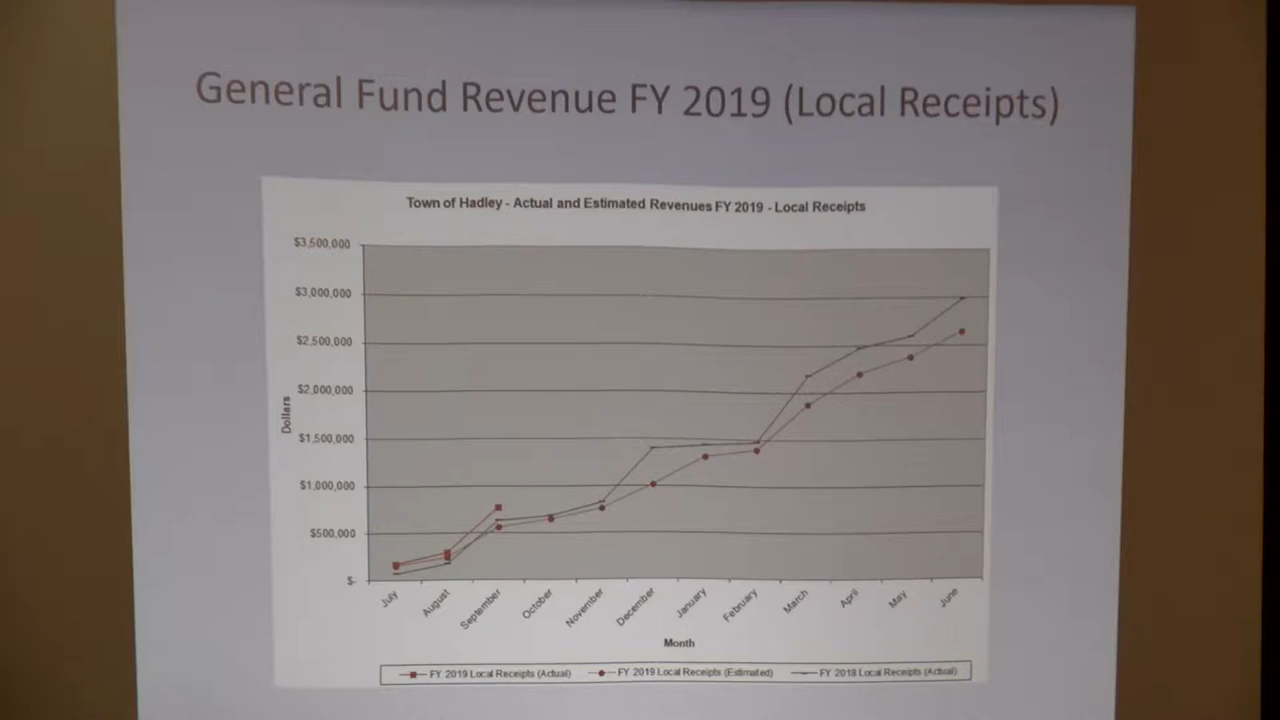 General Fund Revenue FY 2019 (Local Receipts)
Town of Hadley - Actual and Estimated Revenues FY 2019 - Local Receipts
$3,500,000
$3,000,000
$2,500,000
$2,000,000
$1,500,000
$1,000,000
$500,000
$-
Dollars
July
August
September
October
November
December
January
February
March
April
May
June
Month
FY 2019 Local Receipts (Actual)
FY 2019 Local Receipts (Estimated)
FY 2018 Local Receipts (Actual)